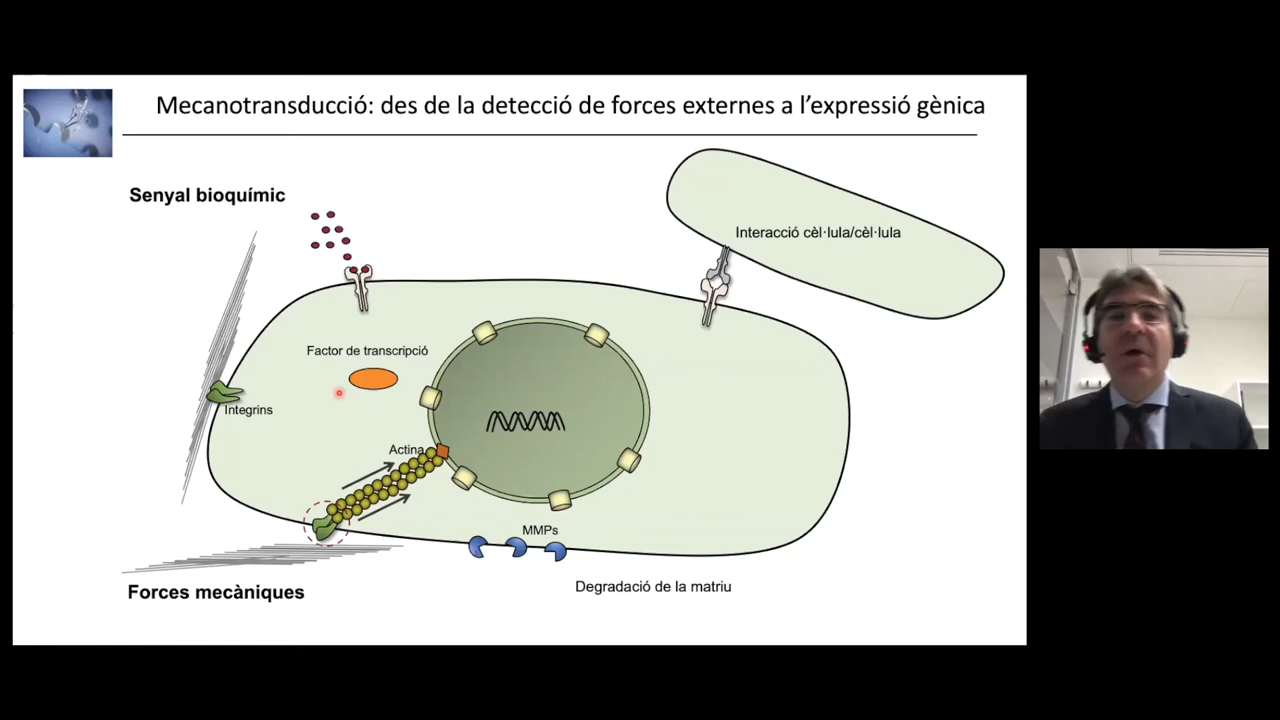 Mecanotransducció: des de la detecció de forces externes a l'expressió gènica
Senyal bioquímic
Interacció cèl·lula/cèl·lula
Factor de transcripció
Integrins
Actina
MMPs
Degradació de la matriu
Forces mecàniques